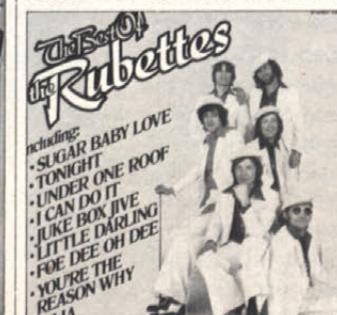 The Best Of
the Rubettes
ncluding:
· SUGAR BABY LOVE
· TONIGHT
· UNDER ONE ROOF
· I CAN DO IT
· JUKE BOX JIVE
· LITTLE DARLING
· FOE DEE OH DEE
· YOU'RE THE
REASON WHY